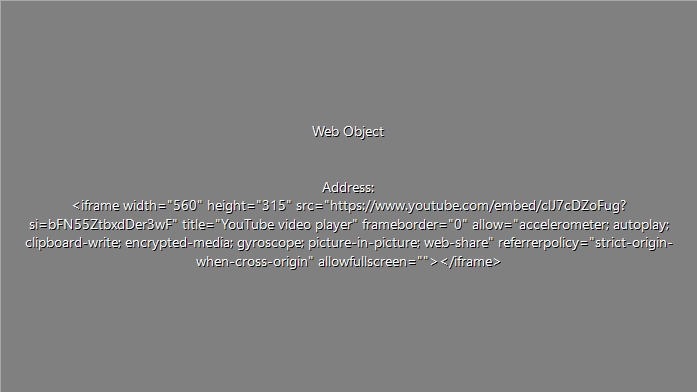 Web Object
Address:
<iframe width="560" height="315" src="https://www.youtube.com/embed/clJ7cDZoFug?
si=bFN55ZtbxdDer3wF" title="YouTube video player" frameborder="0" allow="accelerometer; autoplay;
clipboard-write; encrypted-media; gyroscope; picture-in-picture; web-share" referrerpolicy="strict-origin-
when-cross-origin" allowfullscreen=""></iframe>